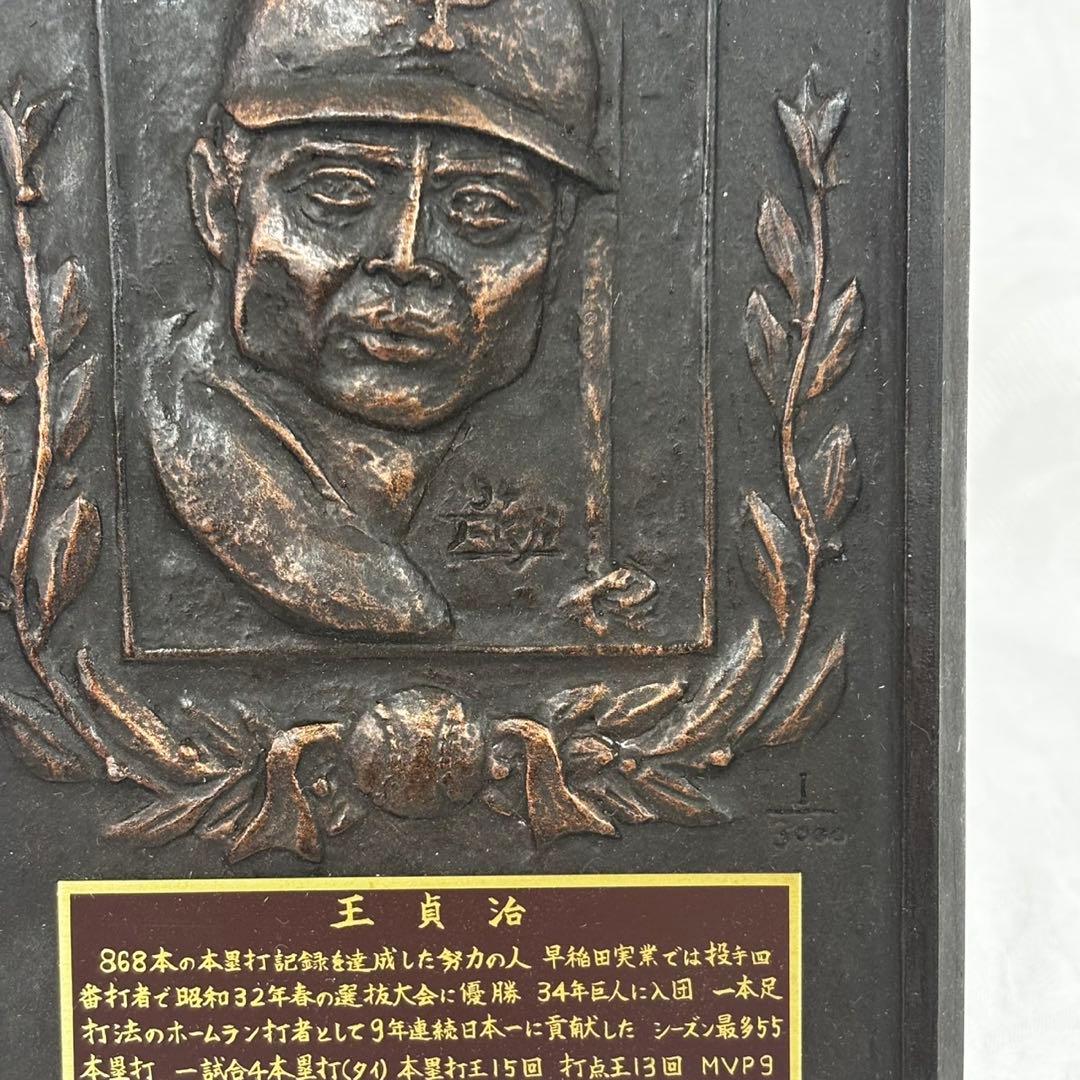 1
5000
王貞治
868本の本塁打記録を達成した努力の人 早稲田実業では投手四
番打者で昭和32年春の選抜大会に優勝 34年巨人に入団 一本足
打法のホームラン打者として9年連続日本一に貢献した シーズン最多55
本塁打 一試合4本塁打(タイ) 本塁打王15回 打点王13回 MVP9